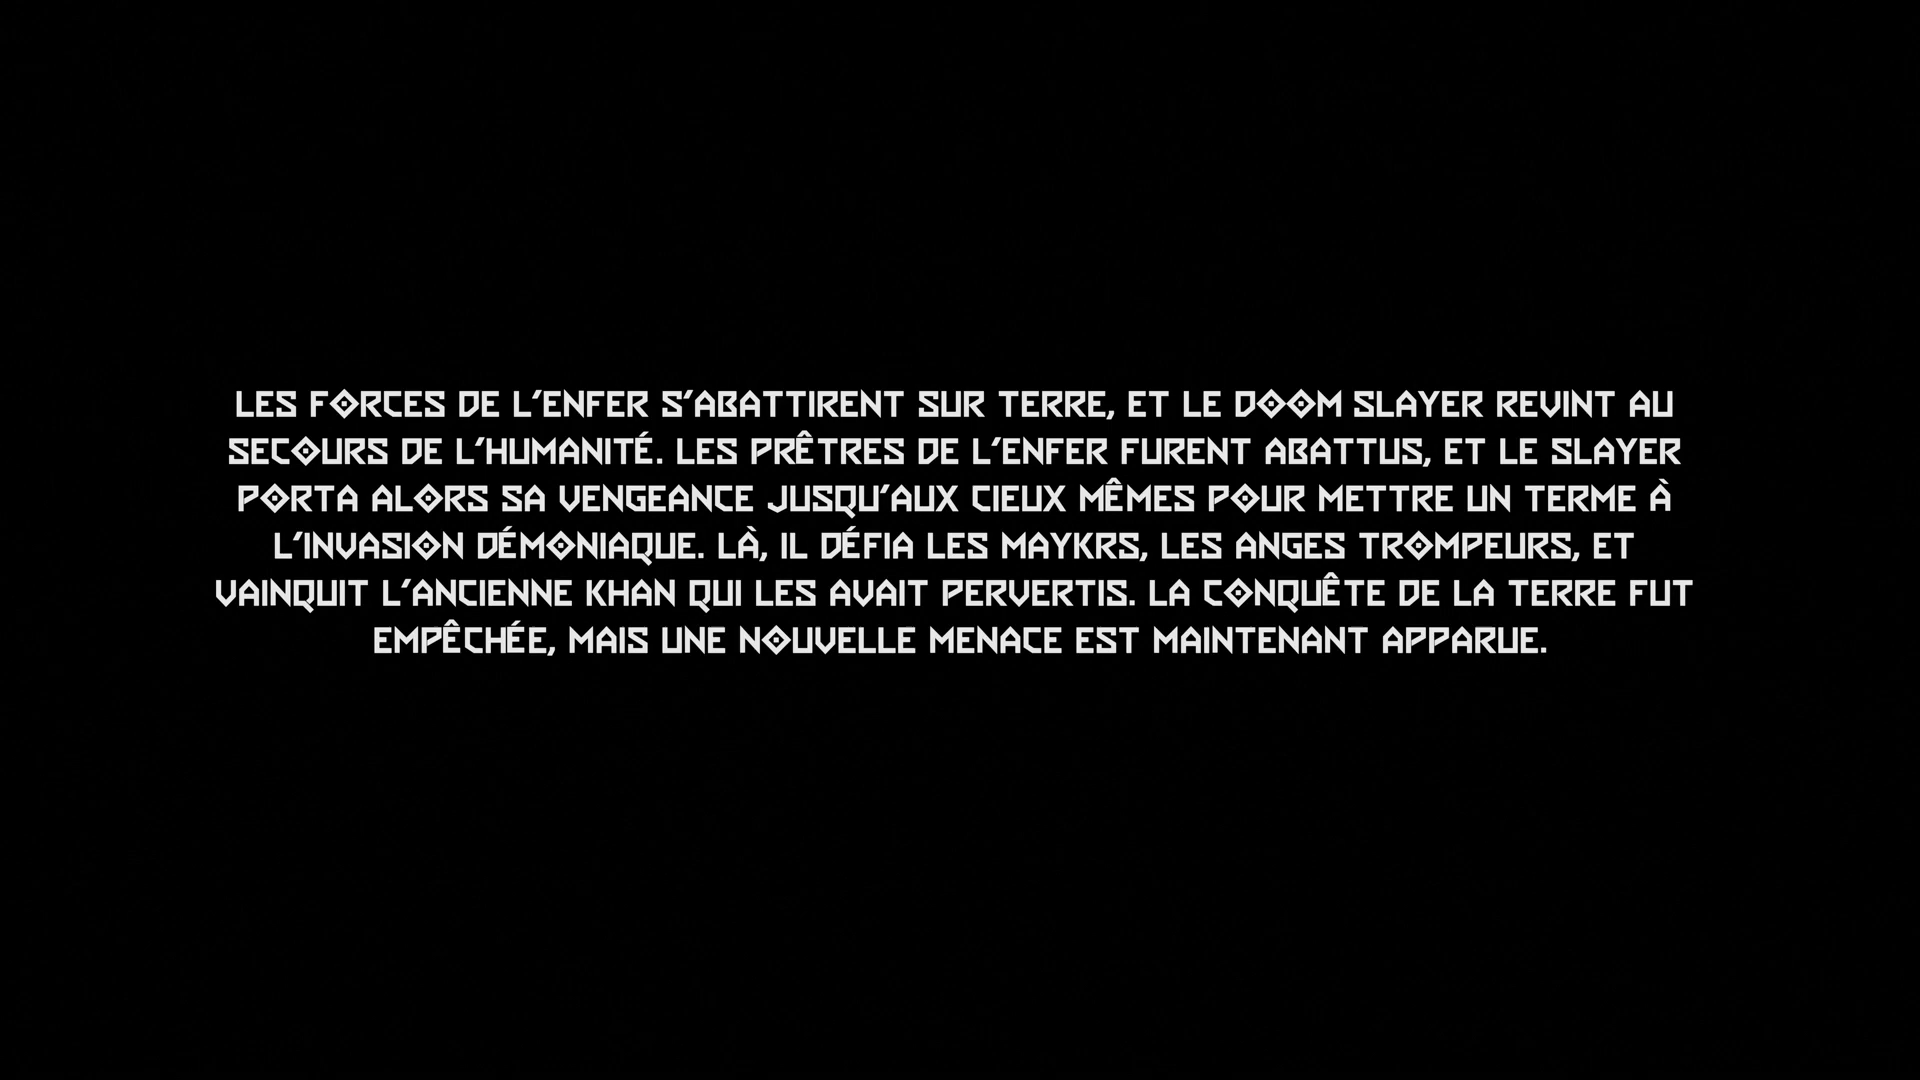 LES FORCES DE L'ENFER S'ABATTIRENT SUR TERRE, ET LE DOOM SLAYER REVINT AU
SECOURS DE L'HUMANITÉ. LES PRÊTRES DE L'ENFER FURENT ABATTUS, ET LE SLAYER
PORTA ALORS SA VENGEANCE JUSQU'AUX CIEUX MÊMES POUR METTRE UN TERME À
L'INVASION DÉMONIAQUE. LÀ, IL DÉFIA LES MAYKRS, LES ANGES TROMPEURS, ET
VAINQUIT L'ANCIENNE KHAN QUI LES AVAIT PERVERTIS. LA CONQUÊTE DE LA TERRE FUT
EMPÊCHÉE, MAIS UNE NOUVELLE MENACE EST MAINTENANT APPARUE.